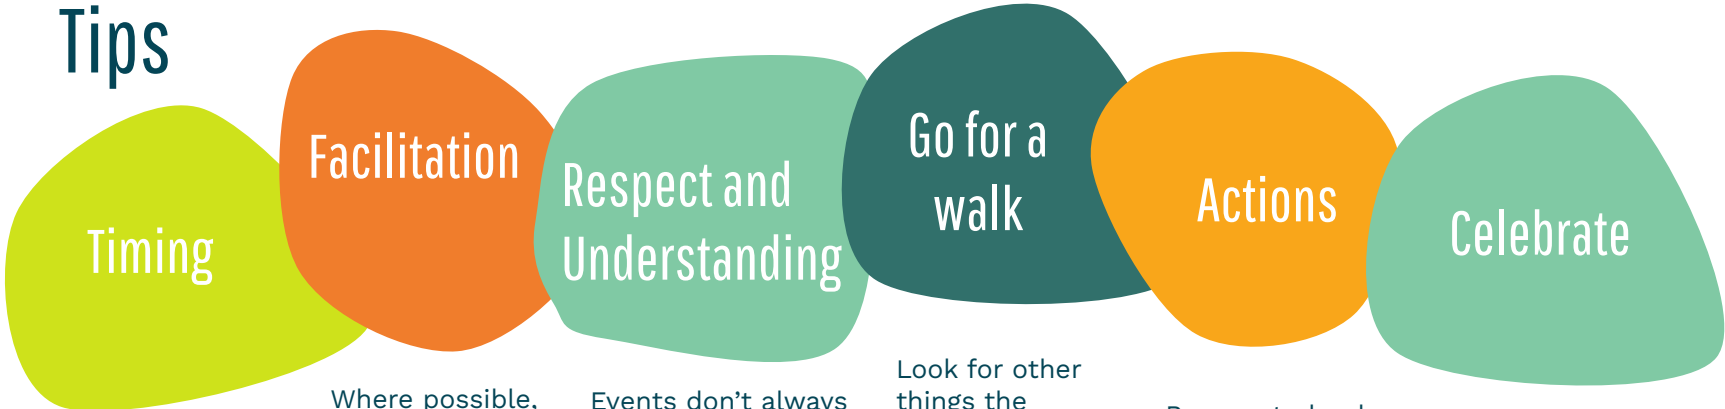 Tips
Timing
Facilitation
Respect and
Understanding
Go for a
walk
Actions
Celebrate
Where possible,
Events don't always
Look for other
things the